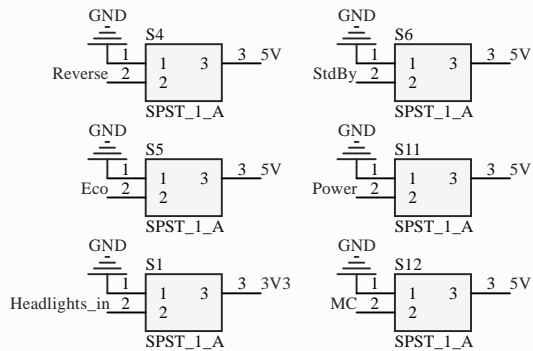 GND
S4
1 1 3 3 5V
Reverse 2 2
SPST_1_A
GND
S6
1 1 3 3 5V
StdBy 2 2
SPST_1_A
GND
S5
1 1 3 3 5V
Eco 2 2
SPST_1_A
GND
S11
1 1 3 3 5V
Power 2 2
SPST_1_A
GND
S1
1 1 3 3 3V3
Headlights_in 2 2
SPST_1_A
GND
S12
1 1 3 3 5V
MC 2 2
SPST_1_A